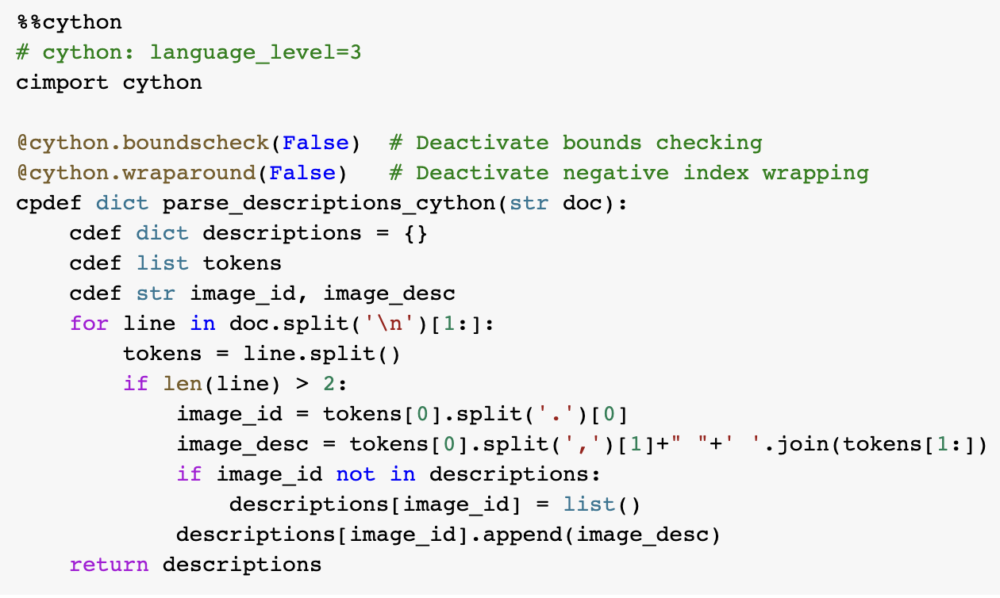 %%cython
# cython: language_level=3
cimport cython

@cython.boundscheck(False)  # Deactivate bounds checking
@cython.wraparound(False)   # Deactivate negative index wrapping
cpdef dict parse_descriptions_cython(str doc):
    cdef dict descriptions = {}
    cdef list tokens
    cdef str image_id, image_desc
    for line in doc.split('\n')[1:]:
        tokens = line.split()
        if len(line) > 2:
            image_id = tokens[0].split('.')[0]
            image_desc = tokens[0].split(',')[1]+" "+' '.join(tokens[1:])
            if image_id not in descriptions:
                descriptions[image_id] = list()
            descriptions[image_id].append(image_desc)
    return descriptions